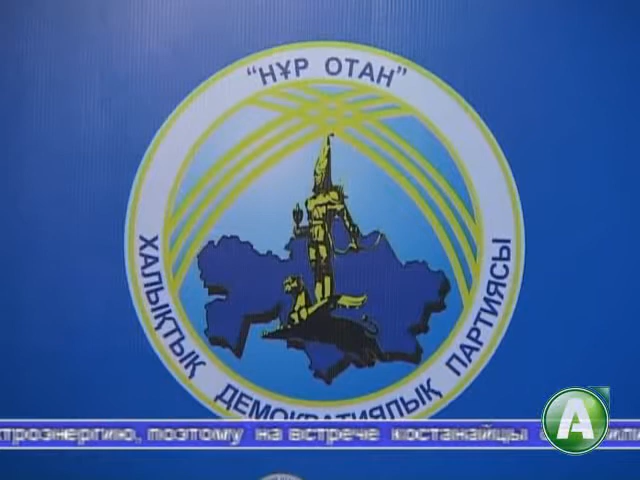 "НҰР ОТАН"
ХАЛЫҚТЫҚ ДЕМОКРАТИЯЛЫҚ ПАРТИЯСЫ
поэтому на встрече костанайцы
А